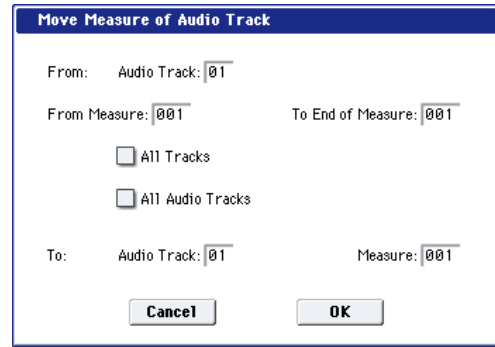 Move Measure of Audio Track
From: Audio Track: 01
From Measure: 001 To End of Measure: 001
All Tracks
All Audio Tracks
To: Audio Track: 01 Measure: 001
Cancel OK